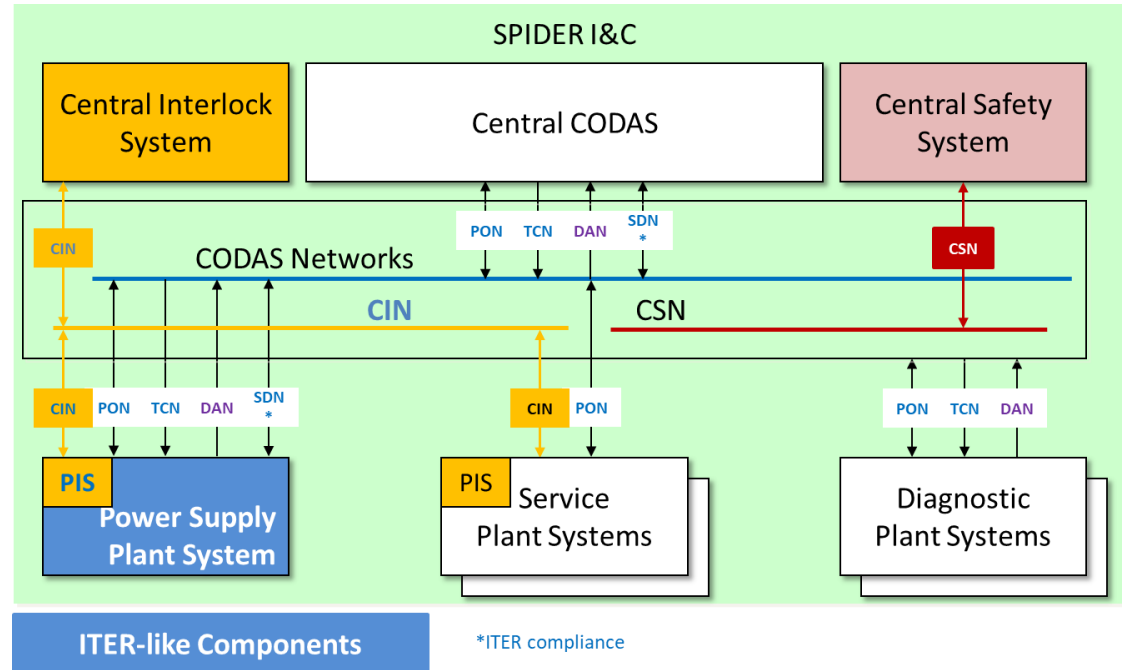 SPIDER I&C
Central Interlock
System
Central CODAS
Central Safety
System
CIN
PON
TCN
DAN
SDN
*
CSN
CODAS Networks
CIN
CSN
CIN
PON
TCN
DAN
SDN
*
CIN
PON
PON
TCN
DAN
PIS
Power Supply
Plant System
PIS
Service
Plant Systems
Diagnostic
Plant Systems
ITER-like Components
*ITER compliance